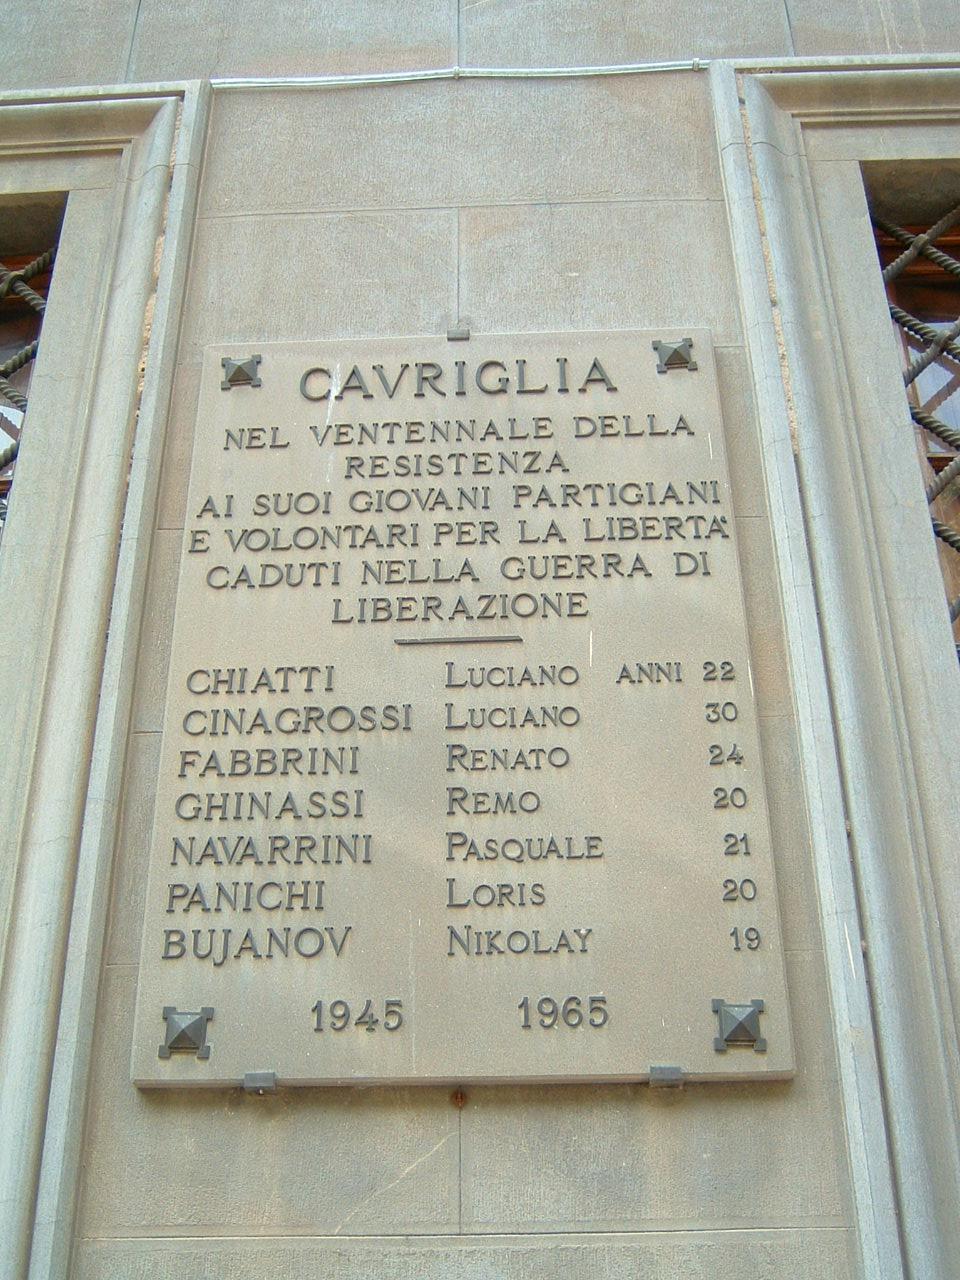 CAVRIGLIA
NEL VENTENNALE DELLA
RESISTENZA
AI SUOI GIOVANI PARTIGIANI
E VOLONTARI PER LA LIBERTA'
CADUTI NELLA GUERRA DI
LIBERAZIONE
CHIATTI LUCIANO ANNI 22
CINAGROSSI LUCIANO 30
FABBRINI RENATO 24
GHINASSI REMO 20
NAVARRINI PASQUALE 21
PANICHI LORIS 20
BUJANOV NIKOLAY 19
1945 1965